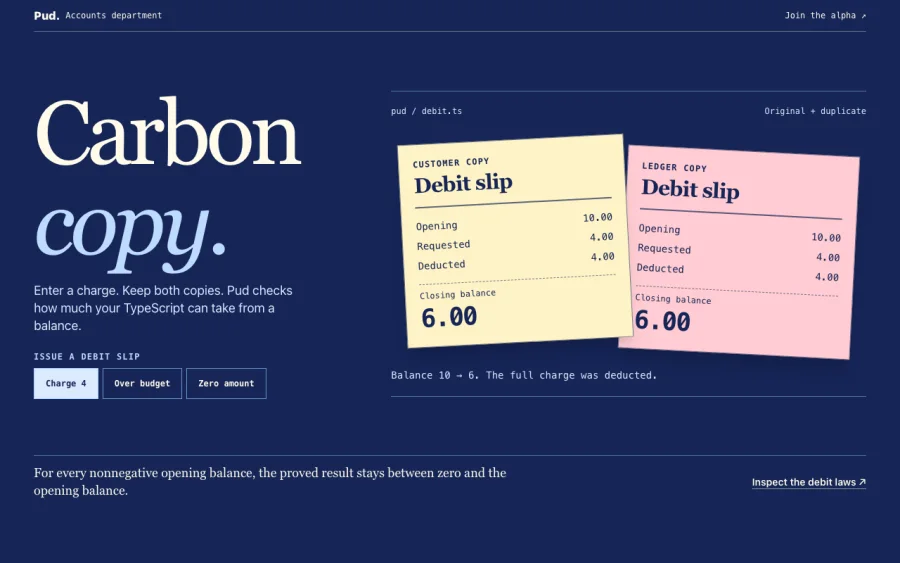 Pud. Accounts department
Join the alpha ↗
Carbon
copy.
Enter a charge. Keep both copies. Pud checks
how much your TypeScript can take from a
balance.
ISSUE A DEBIT SLIP
Charge 4
Over budget
Zero amount
pud / debit.ts
Original + duplicate
CUSTOMER COPY
Debit slip
Opening 10.00
Requested 4.00
Deducted 4.00
Closing balance
6.00
LEDGER COPY
Debit slip
Opening 10.00
Requested 4.00
Deducted 4.00
Closing balance
6.00
Balance 10 → 6. The full charge was deducted.
For every nonnegative opening balance, the proved result stays between zero and the
opening balance.
Inspect the debit laws ↗